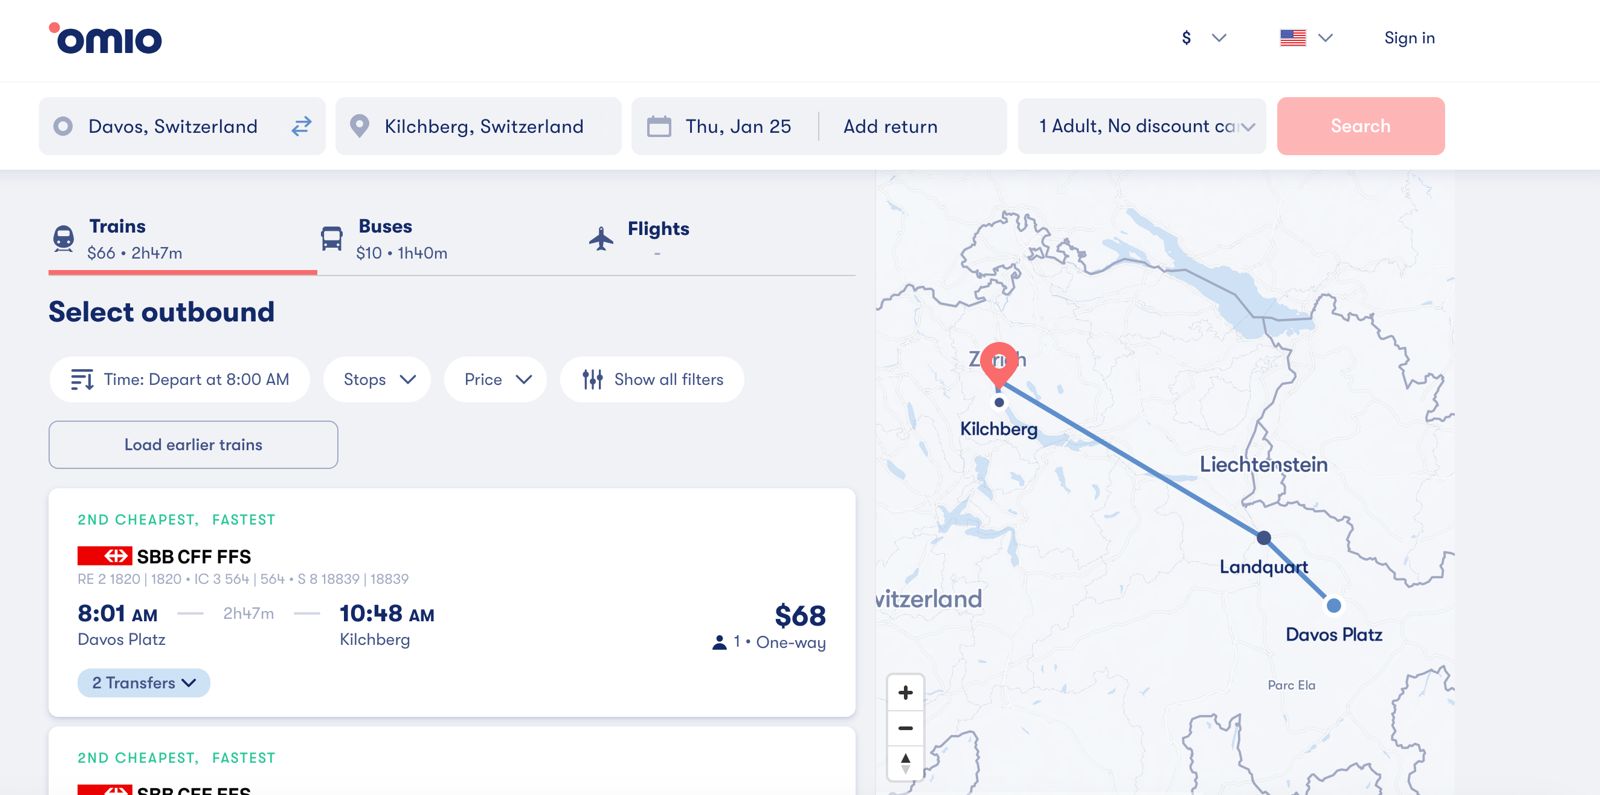 omio
$
Sign in
Davos, Switzerland
Kilchberg, Switzerland
Thu, Jan 25
Add return
1 Adult, No discount ca
Search
Trains
$66 • 2h47m
Buses
$10 • 1h40m
Flights
-
Select outbound
Time: Depart at 8:00 AM
Stops
Price
Show all filters
Load earlier trains
2ND CHEAPEST, FASTEST
SBB CFF FFS
RE 2 1820 | 1820 • IC 3 564 | 564 • S 8 18839 | 18839
8:01 AM — 2h47m — 10:48 AM
Davos Platz
Kilchberg
$68
1 • One-way
2 Transfers
2ND CHEAPEST, FASTEST
SBB CFF FFS
Kilchberg
Liechtenstein
Landquart
witzerland
Davos Platz
Parc Ela
+
−